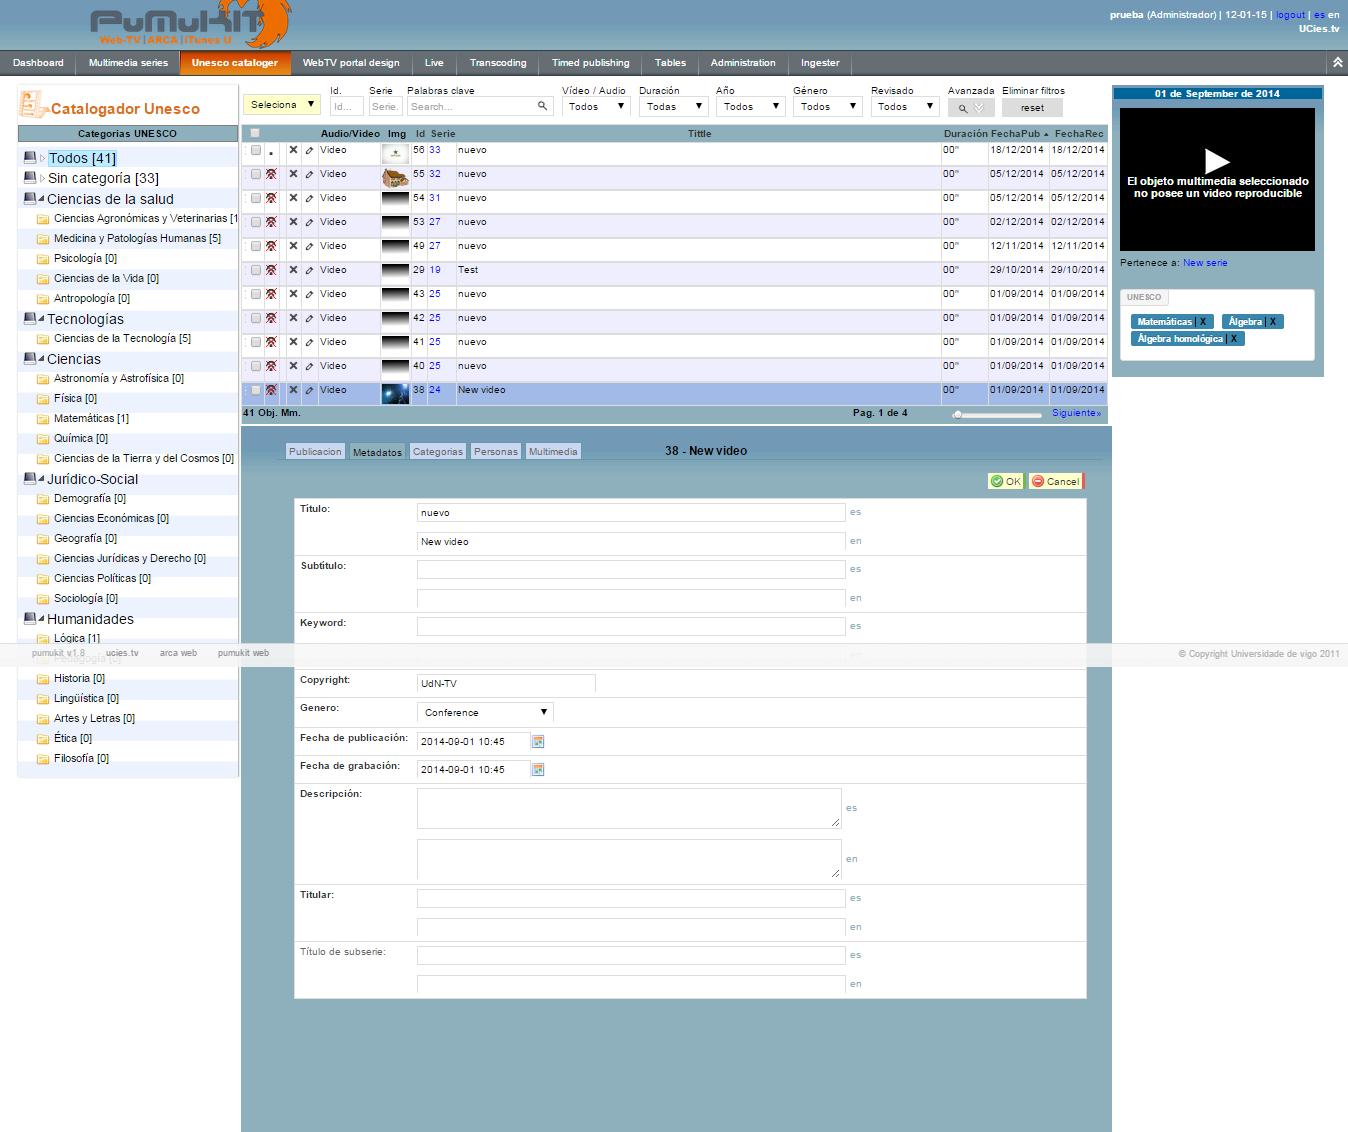 PuMuKIT
Web-TV | ARCA | iTunes U
prueba (Administrador) | 12-01-15 | logout | es en
UCies.tv
Dashboard Multimedia series Unesco cataloger WebTV portal design Live Transcoding Timed publishing Tables Administration Ingester
Catalogador Unesco
Categorias UNESCO
Todos [41]
Sin categoría [33]
Ciencias de la salud
Ciencias Agronómicas y Veterinarias [1
Medicina y Patologías Humanas [5]
Psicología [0]
Ciencias de la Vida [0]
Antropología [0]
Tecnologías
Ciencias de la Tecnología [5]
Ciencias
Astronomía y Astrofísica [0]
Física [0]
Matemáticas [1]
Química [0]
Ciencias de la Tierra y del Cosmos [0]
Jurídico-Social
Demografía [0]
Ciencias Económicas [0]
Geografía [0]
Ciencias Jurídicas y Derecho [0]
Ciencias Políticas [0]
Sociología [0]
Humanidades
Lógica [1]
Pedagogía [0]
Historia [0]
Lingüística [0]
Artes y Letras [0]
Ética [0]
Filosofía [0]
Id. Serie Palabras clave Vídeo / Audio Duración Año Género Revisado Avanzada Eliminar filtros
Seleciona Id... Serie. Search... Todos Todas Todos Todos Todos reset
Audio/Video Img Id Serie Tittle Duración FechaPub FechaRec
Video 56 33 nuevo 00" 18/12/2014 18/12/2014
Video 55 32 nuevo 00" 05/12/2014 05/12/2014
Video 54 31 nuevo 00" 05/12/2014 05/12/2014
Video 53 27 nuevo 00" 02/12/2014 02/12/2014
Video 49 27 nuevo 00" 12/11/2014 12/11/2014
Video 29 19 Test 00" 29/10/2014 29/10/2014
Video 43 25 nuevo 00" 01/09/2014 01/09/2014
Video 42 25 nuevo 00" 01/09/2014 01/09/2014
Video 41 25 nuevo 00" 01/09/2014 01/09/2014
Video 40 25 nuevo 00" 01/09/2014 01/09/2014
Video 38 24 New video 00" 01/09/2014 01/09/2014
41 Obj. Mm. Pag. 1 de 4 Siguiente»
Publicacion Metadatos Categorias Personas Multimedia 38 - New video
OK Cancel
Titulo: nuevo es
New video en
Subtitulo: es
en
Keyword: es
en
Copyright: UdN-TV
Genero: Conference
Fecha de publicación: 2014-09-01 10:45
Fecha de grabación: 2014-09-01 10:45
Descripción: es
en
Titular: es
en
Título de subserie: es
en
01 de September de 2014
El objeto multimedia seleccionado
no posee un video reproducible
Pertenece a: New serie
UNESCO
Matemáticas | X Álgebra | X
Álgebra homológica | X
pumukit v1.8 ucies.tv arca web pumukit web © Copyright Universidade de vigo 2011